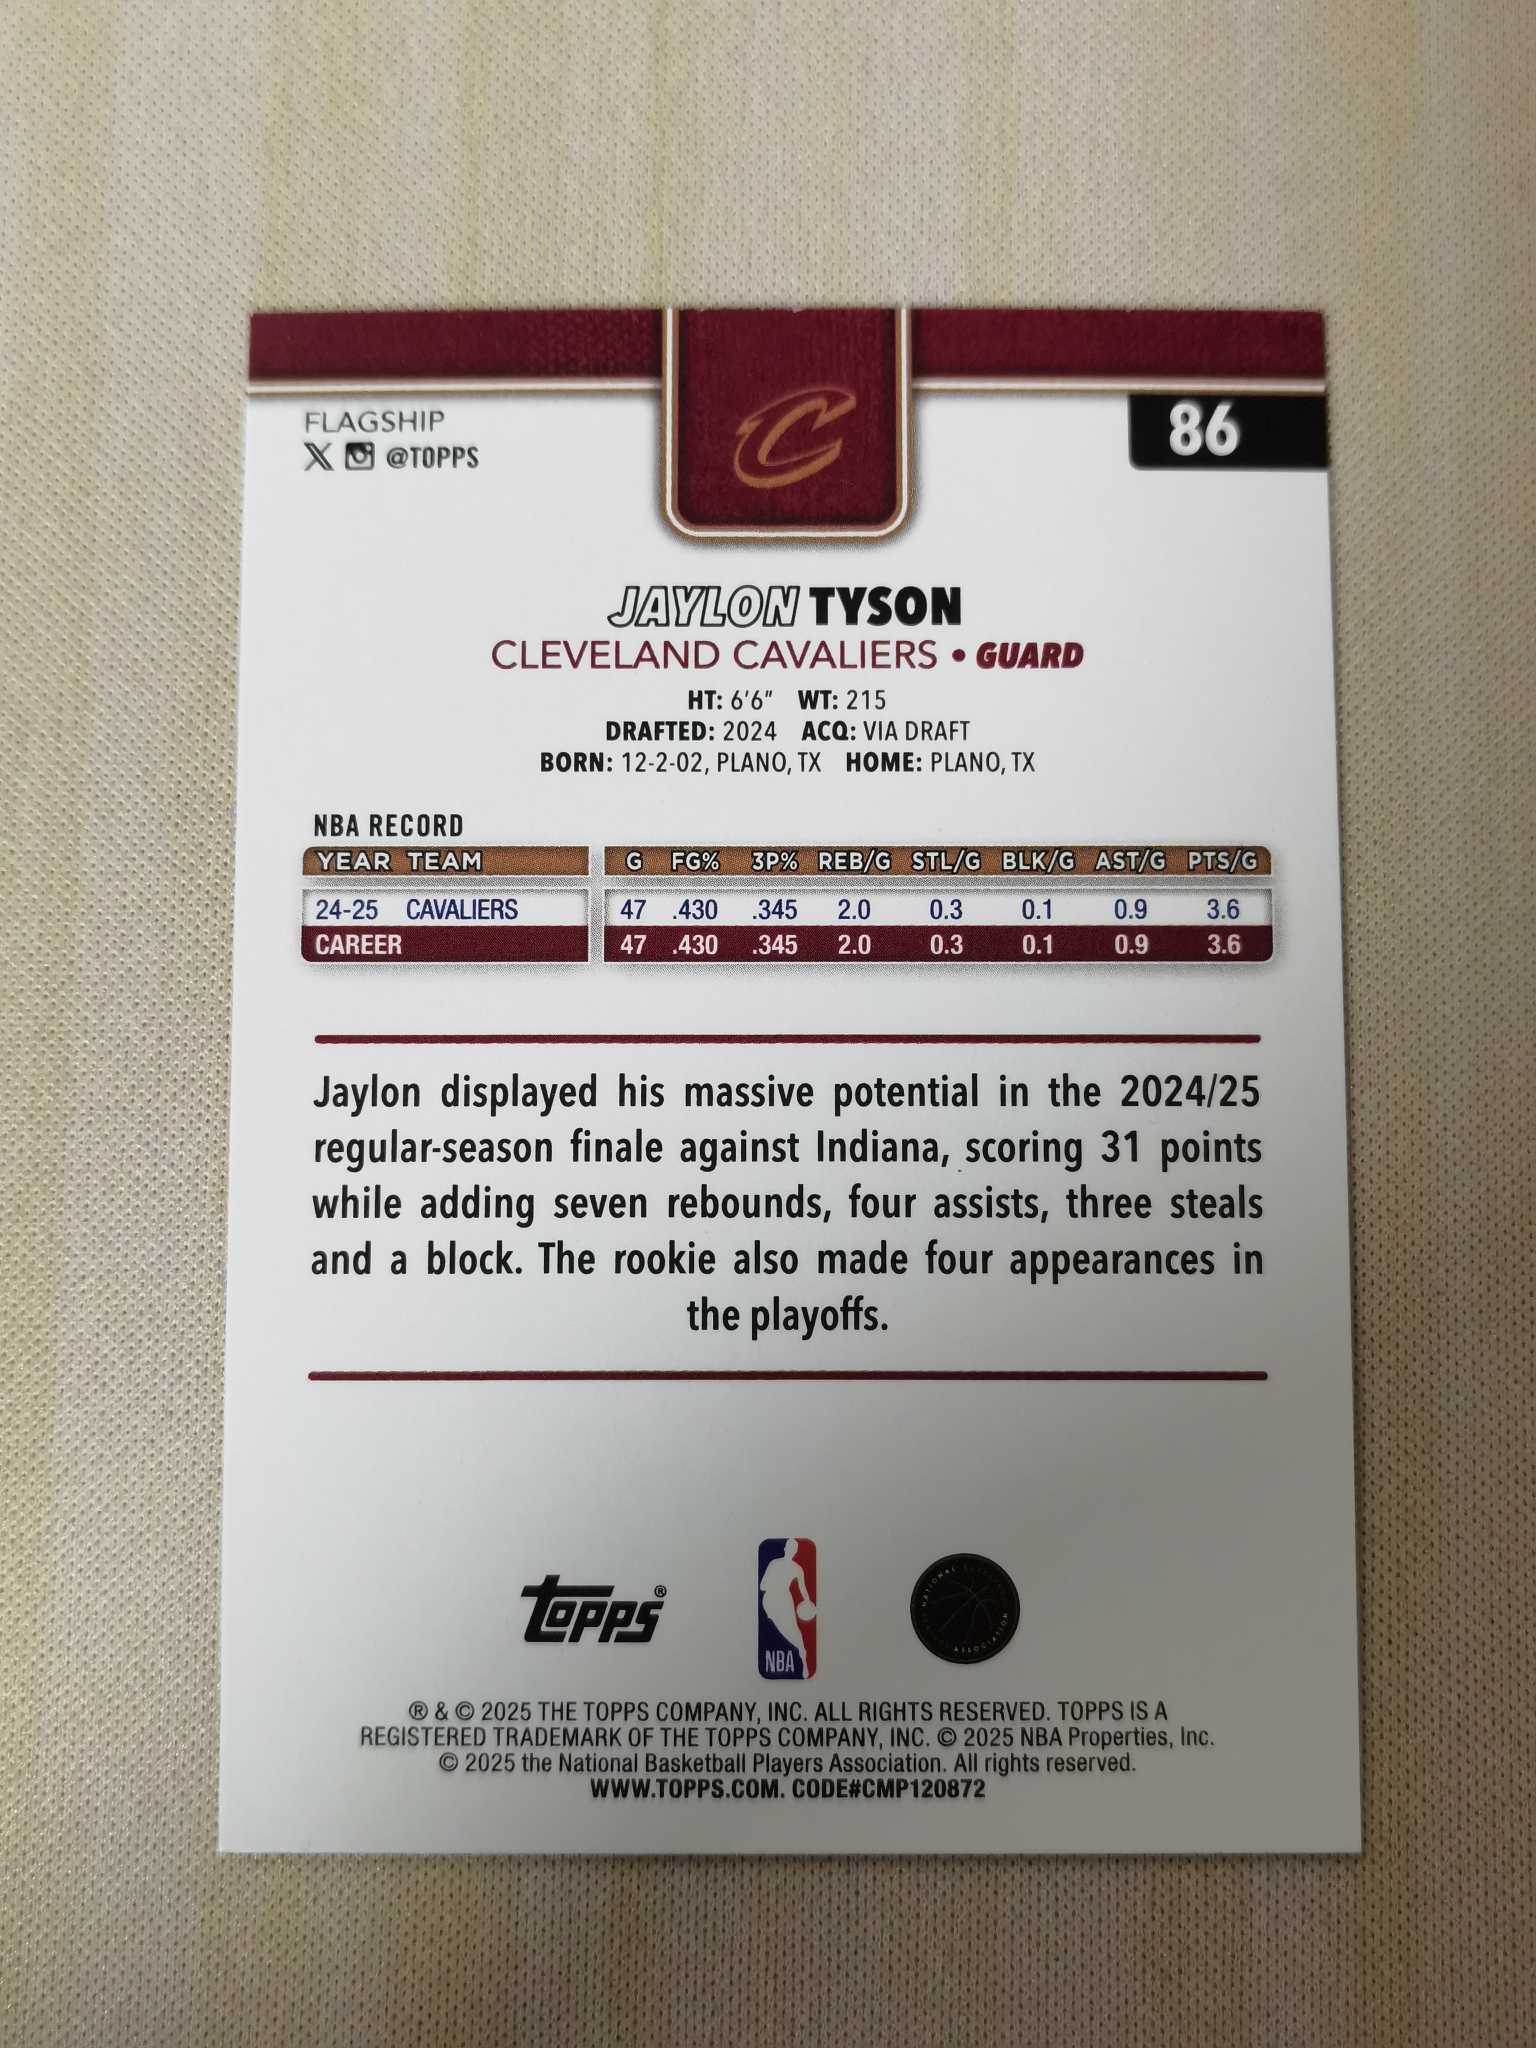 FLAGSHIP
86
@TOPPS
JAYLON TYSON
CLEVELAND CAVALIERS • GUARD
HT: 6'6" WT: 215
DRAFTED: 2024 ACQ: VIA DRAFT
BORN: 12-2-02, PLANO, TX HOME: PLANO, TX
NBA RECORD
YEAR TEAM G FG% 3P% REB/G STL/G BLK/G AST/G PTS/G
24-25 CAVALIERS 47 .430 .345 2.0 0.3 0.1 0.9 3.6
CAREER 47 .430 .345 2.0 0.3 0.1 0.9 3.6
Jaylon displayed his massive potential in the 2024/25
regular-season finale against Indiana, scoring 31 points
while adding seven rebounds, four assists, three steals
and a block. The rookie also made four appearances in
the playoffs.
topps®
NBA
NATIONAL ASSOCIATION
® & © 2025 THE TOPPS COMPANY, INC. ALL RIGHTS RESERVED. TOPPS IS A
REGISTERED TRADEMARK OF THE TOPPS COMPANY, INC. © 2025 NBA Properties, Inc.
© 2025 the National Basketball Players Association. All rights reserved.
WWW.TOPPS.COM. CODE#CMP120872